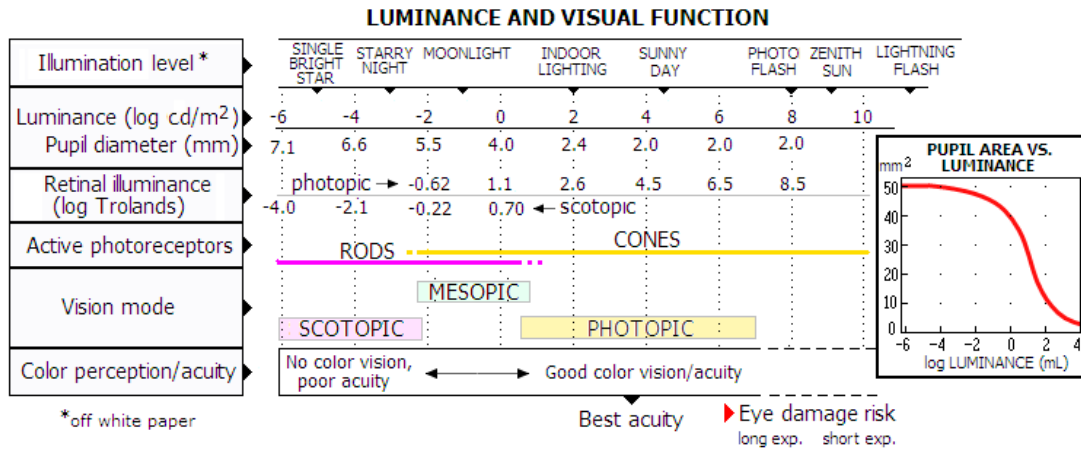 LUMINANCE AND VISUAL FUNCTION
Illumination level *
SINGLE BRIGHT STAR
STARRY NIGHT
MOONLIGHT
INDOOR LIGHTING
SUNNY DAY
PHOTO FLASH
ZENITH SUN
LIGHTNING FLASH
Luminance (log cd/m²)
-6 -4 -2 0 2 4 6 8 10
Pupil diameter (mm)
7.1 6.6 5.5 4.0 2.4 2.0 2.0 2.0
Retinal illuminance
(log Trolands)
photopic → -0.62 1.1 2.6 4.5 6.5 8.5
-4.0 -2.1 -0.22 0.70 ← scotopic
Active photoreceptors
RODS
CONES
Vision mode
MESOPIC
SCOTOPIC
PHOTOPIC
Color perception/acuity
No color vision,
poor acuity
Good color vision/acuity
*off white paper
Best acuity
Eye damage risk
long exp. short exp.
PUPIL AREA VS.
LUMINANCE
mm²
50
40
30
20
10
0
-6 -4 -2 0 2 4
log LUMINANCE (mL)